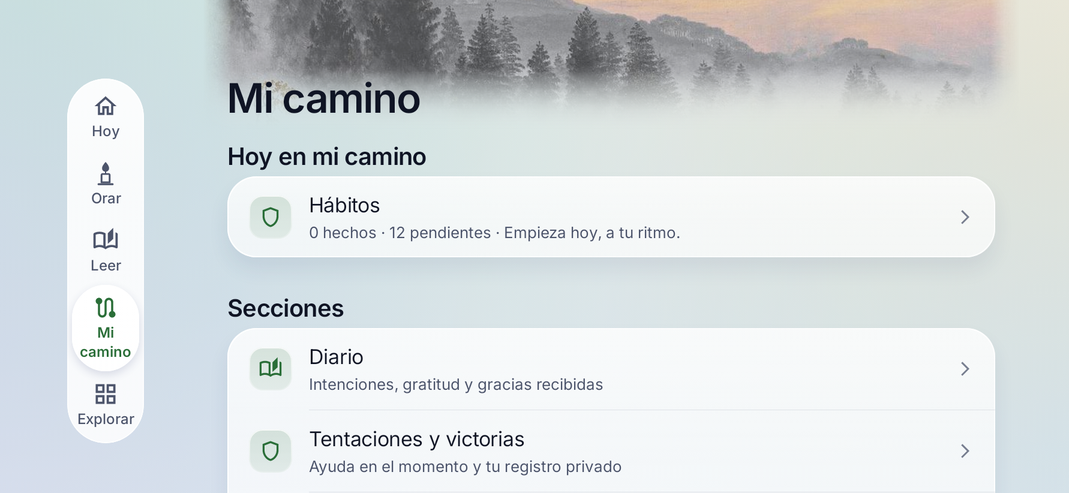 Mi camino
Hoy
Orar
Leer
Mi
camino
Explorar
Hoy en mi camino
Hábitos
0 hechos · 12 pendientes · Empieza hoy, a tu ritmo.
Secciones
Diario
Intenciones, gratitud y gracias recibidas
Tentaciones y victorias
Ayuda en el momento y tu registro privado